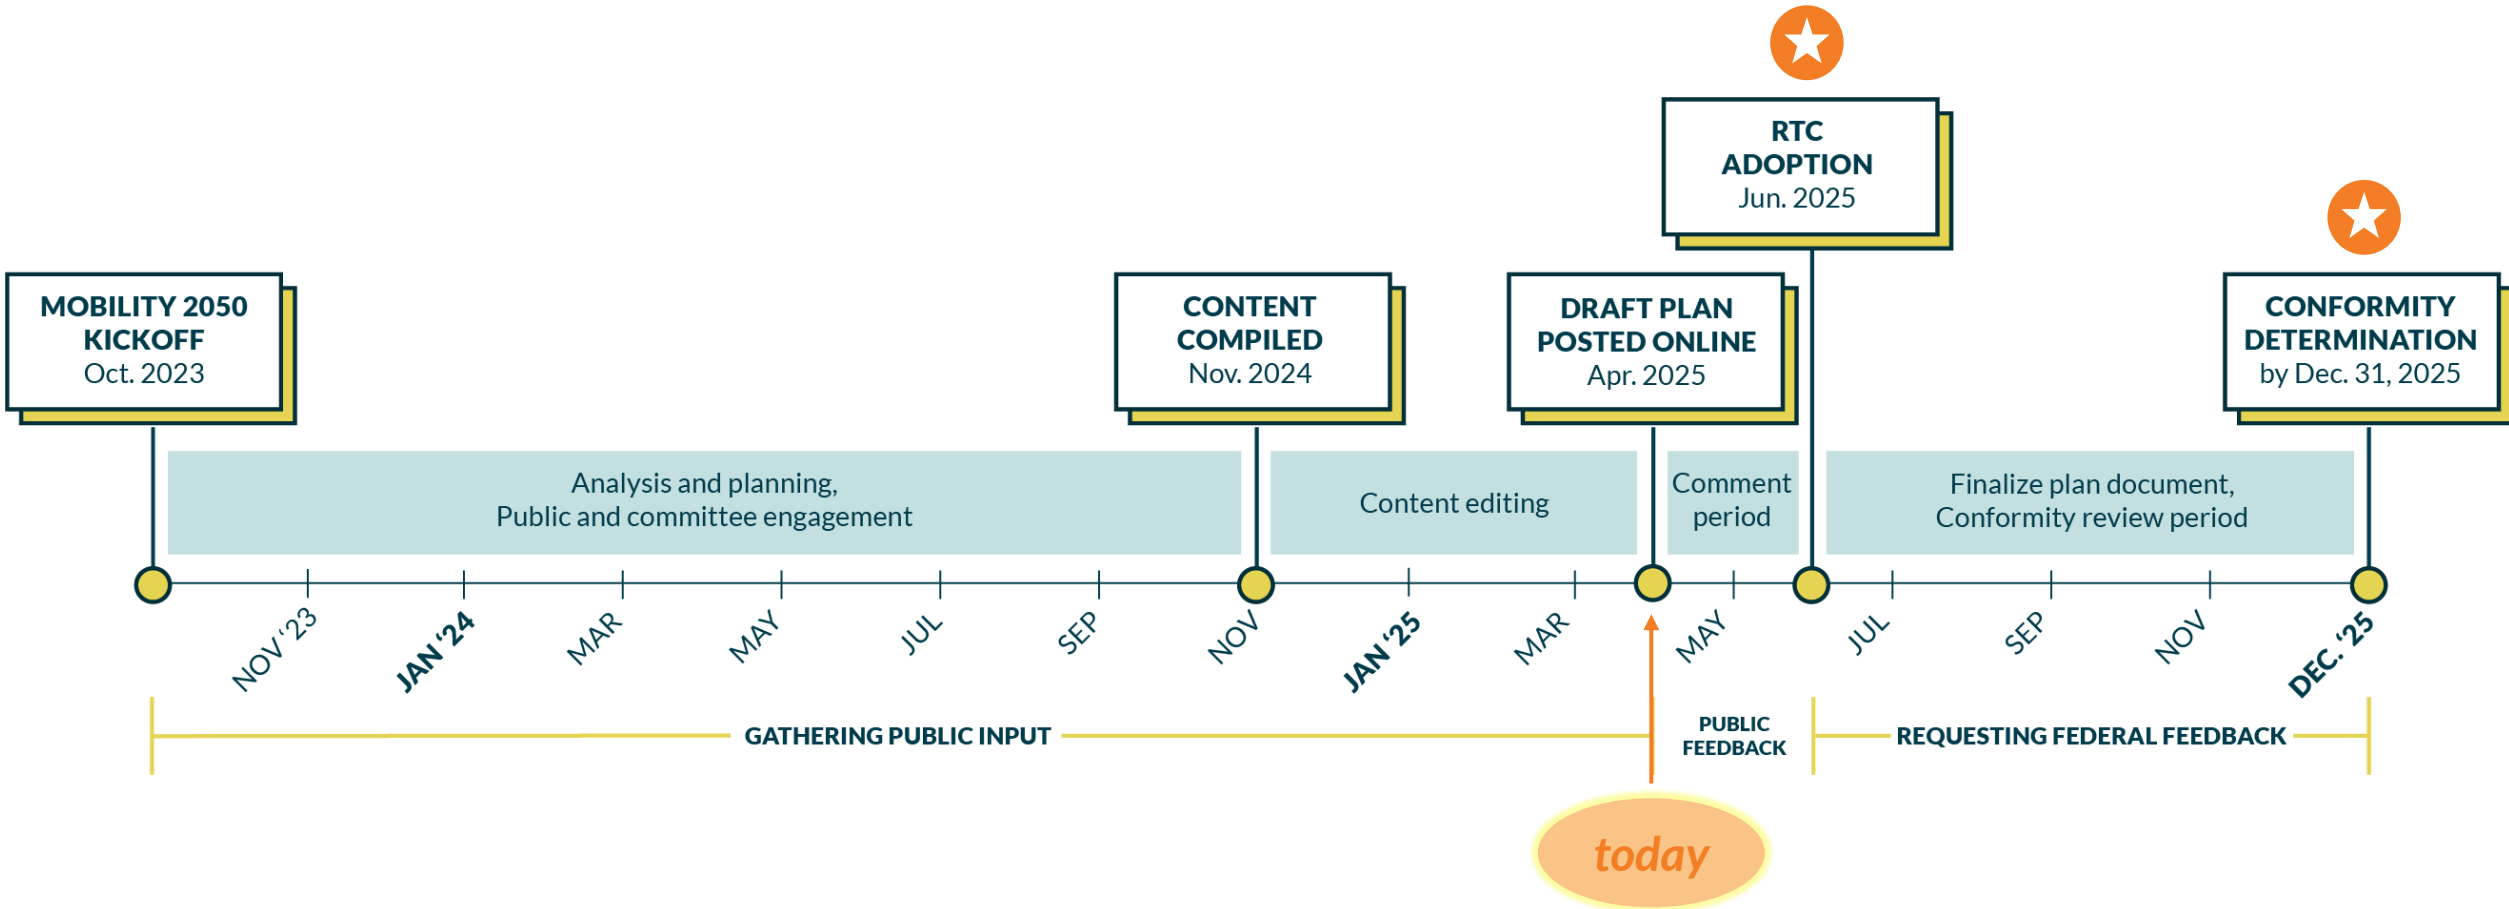 RTC
ADOPTION
Jun. 2025
MOBILITY 2050
KICKOFF
Oct. 2023
CONTENT
COMPILED
Nov. 2024
DRAFT PLAN
POSTED ONLINE
Apr. 2025
CONFORMITY
DETERMINATION
by Dec. 31, 2025
Analysis and planning,
Public and committee engagement
Content editing
Comment
period
Finalize plan document,
Conformity review period
NOV ‘23
JAN ‘24
MAR
MAY
JUL
SEP
NOV
JAN ‘25
MAR
MAY
JUL
SEP
NOV
DEC. ‘25
GATHERING PUBLIC INPUT
PUBLIC
FEEDBACK
REQUESTING FEDERAL FEEDBACK
today